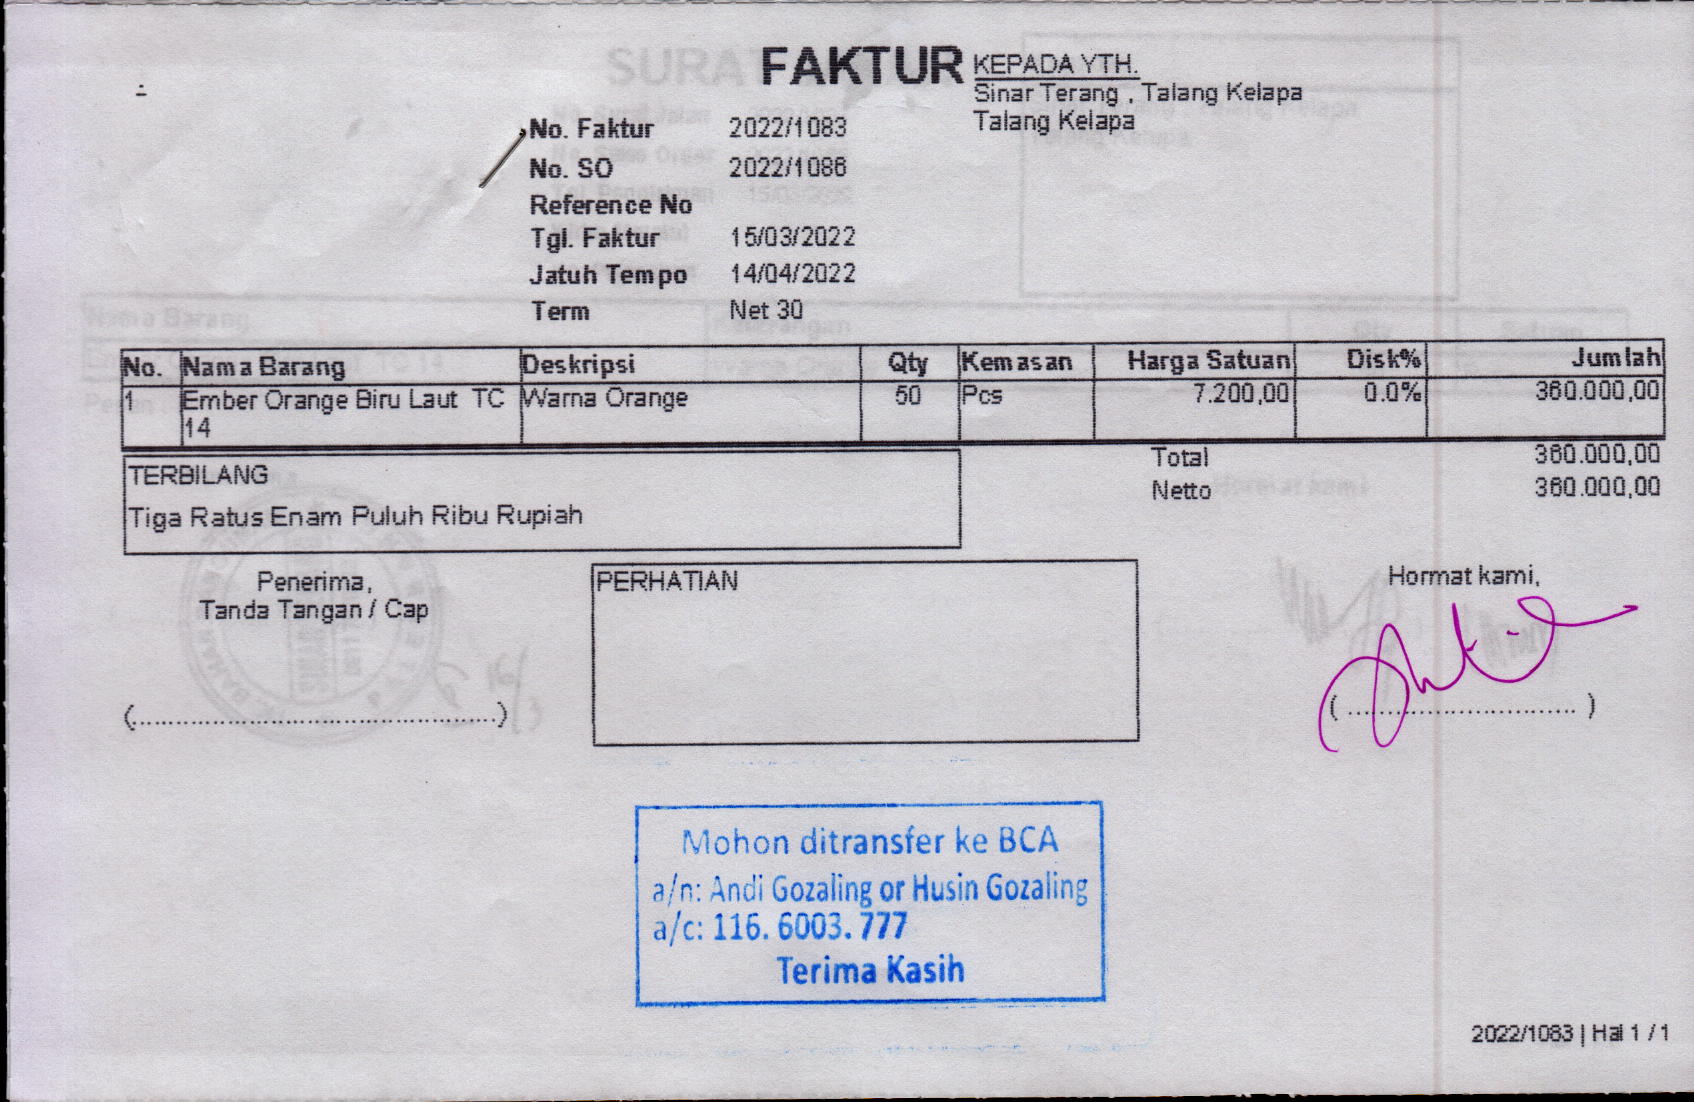 FAKTUR
KEPADA YTH.
Sinar Terang , Talang Kelapa
Talang Kelapa
No. Faktur 2022/1083
No. SO 2022/1086
Reference No
Tgl. Faktur 15/03/2022
Jatuh Tempo 14/04/2022
Term Net 30
No. Nama Barang Deskripsi Qty Kemasan Harga Satuan Disk% Jumlah
1 Ember Orange Biru Laut TC 14 Warna Orange 50 Pcs 7.200,00 0.0% 360.000,00
Total 360.000,00
Netto 360.000,00
TERBILANG
Tiga Ratus Enam Puluh Ribu Rupiah
Penerima,
Tanda Tangan / Cap
(............................................)
PERHATIAN
Hormat kami,
(............................)
Mohon ditransfer ke BCA
a/n: Andi Gozaling or Husin Gozaling
a/c: 116. 6003. 777
Terima Kasih
2022/1083 | Hal 1 / 1